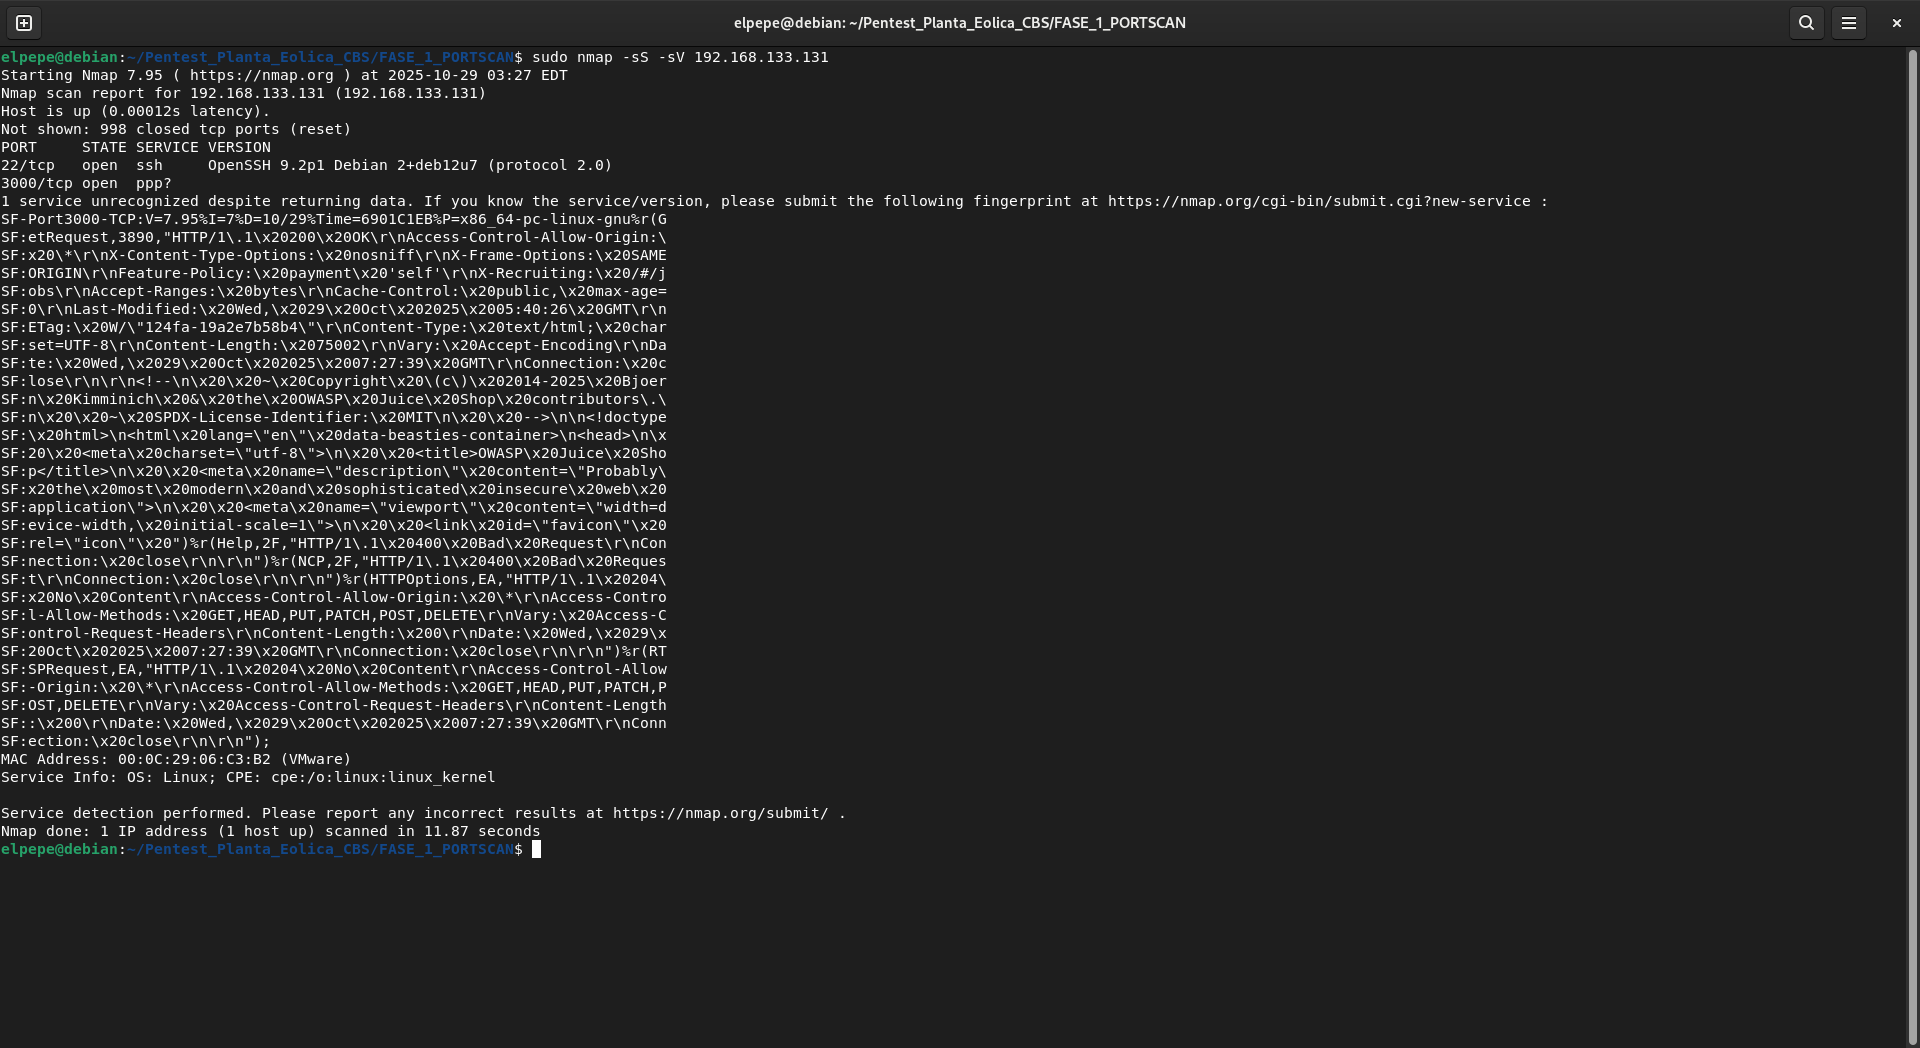 elpepe@debian: ~/Pentest_Planta_Eolica_CBS/FASE_1_PORTSCAN
elpepe@debian:~/Pentest_Planta_Eolica_CBS/FASE_1_PORTSCAN$ sudo nmap -sS -sV 192.168.133.131
Starting Nmap 7.95 ( https://nmap.org ) at 2025-10-29 03:27 EDT
Nmap scan report for 192.168.133.131 (192.168.133.131)
Host is up (0.00012s latency).
Not shown: 998 closed tcp ports (reset)
PORT     STATE SERVICE VERSION
22/tcp   open  ssh     OpenSSH 9.2p1 Debian 2+deb12u7 (protocol 2.0)
3000/tcp open  ppp?
1 service unrecognized despite returning data. If you know the service/version, please submit the following fingerprint at https://nmap.org/cgi-bin/submit.cgi?new-service :
SF-Port3000-TCP:V=7.95%I=7%D=10/29%Time=6901C1EB%P=x86_64-pc-linux-gnu%r(G
SF:etRequest,3890,"HTTP/1\.1\x20200\x20OK\r\nAccess-Control-Allow-Origin:\
SF:x20\*\r\nX-Content-Type-Options:\x20nosniff\r\nX-Frame-Options:\x20SAME
SF:ORIGIN\r\nFeature-Policy:\x20payment\x20'self'\r\nX-Recruiting:\x20/#/j
SF:obs\r\nAccept-Ranges:\x20bytes\r\nCache-Control:\x20public,\x20max-age=
SF:0\r\nLast-Modified:\x20Wed,\x2029\x20Oct\x202025\x2005:40:26\x20GMT\r\n
SF:ETag:\x20W/\"124fa-19a2e7b58b4\"\r\nContent-Type:\x20text/html;\x20char
SF:set=UTF-8\r\nContent-Length:\x2075002\r\nVary:\x20Accept-Encoding\r\nDa
SF:te:\x20Wed,\x2029\x20Oct\x202025\x2007:27:39\x20GMT\r\nConnection:\x20c
SF:lose\r\n\r\n<!--\n\x20\x20~\x20Copyright\x20\(c\)\x202014-2025\x20Bjoer
SF:n\x20Kimminich\x20&\x20the\x20OWASP\x20Juice\x20Shop\x20contributors\.\
SF:n\x20\x20~\x20SPDX-License-Identifier:\x20MIT\n\x20\x20-->\n\n<!doctype
SF:\x20html>\n<html\x20lang=\"en\"\x20data-beasties-container>\n<head>\n\x
SF:20\x20<meta\x20charset=\"utf-8\">\n\x20\x20<title>OWASP\x20Juice\x20Sho
SF:p</title>\n\x20\x20<meta\x20name=\"description\"\x20content=\"Probably\
SF:x20the\x20most\x20modern\x20and\x20sophisticated\x20insecure\x20web\x20
SF:application\">\n\x20\x20<meta\x20name=\"viewport\"\x20content=\"width=d
SF:evice-width,\x20initial-scale=1\">\n\x20\x20<link\x20id=\"favicon\"\x20
SF:rel=\"icon\"\x20")%r(Help,2F,"HTTP/1\.1\x20400\x20Bad\x20Request\r\nCon
SF:nection:\x20close\r\n\r\n")%r(NCP,2F,"HTTP/1\.1\x20400\x20Bad\x20Reques
SF:t\r\nConnection:\x20close\r\n\r\n")%r(HTTPOptions,EA,"HTTP/1\.1\x20204\
SF:x20No\x20Content\r\nAccess-Control-Allow-Origin:\x20\*\r\nAccess-Contro
SF:l-Allow-Methods:\x20GET,HEAD,PUT,PATCH,POST,DELETE\r\nVary:\x20Access-C
SF:ontrol-Request-Headers\r\nContent-Length:\x200\r\nDate:\x20Wed,\x2029\x
SF:20Oct\x202025\x2007:27:39\x20GMT\r\nConnection:\x20close\r\n\r\n")%r(RT
SF:SPRequest,EA,"HTTP/1\.1\x20204\x20No\x20Content\r\nAccess-Control-Allow
SF:-Origin:\x20\*\r\nAccess-Control-Allow-Methods:\x20GET,HEAD,PUT,PATCH,P
SF:OST,DELETE\r\nVary:\x20Access-Control-Request-Headers\r\nContent-Length
SF::\x200\r\nDate:\x20Wed,\x2029\x20Oct\x202025\x2007:27:39\x20GMT\r\nConn
SF:ection:\x20close\r\n\r\n");
MAC Address: 00:0C:29:06:C3:B2 (VMware)
Service Info: OS: Linux; CPE: cpe:/o:linux:linux_kernel
Service detection performed. Please report any incorrect results at https://nmap.org/submit/ .
Nmap done: 1 IP address (1 host up) scanned in 11.87 seconds
elpepe@debian:~/Pentest_Planta_Eolica_CBS/FASE_1_PORTSCAN$